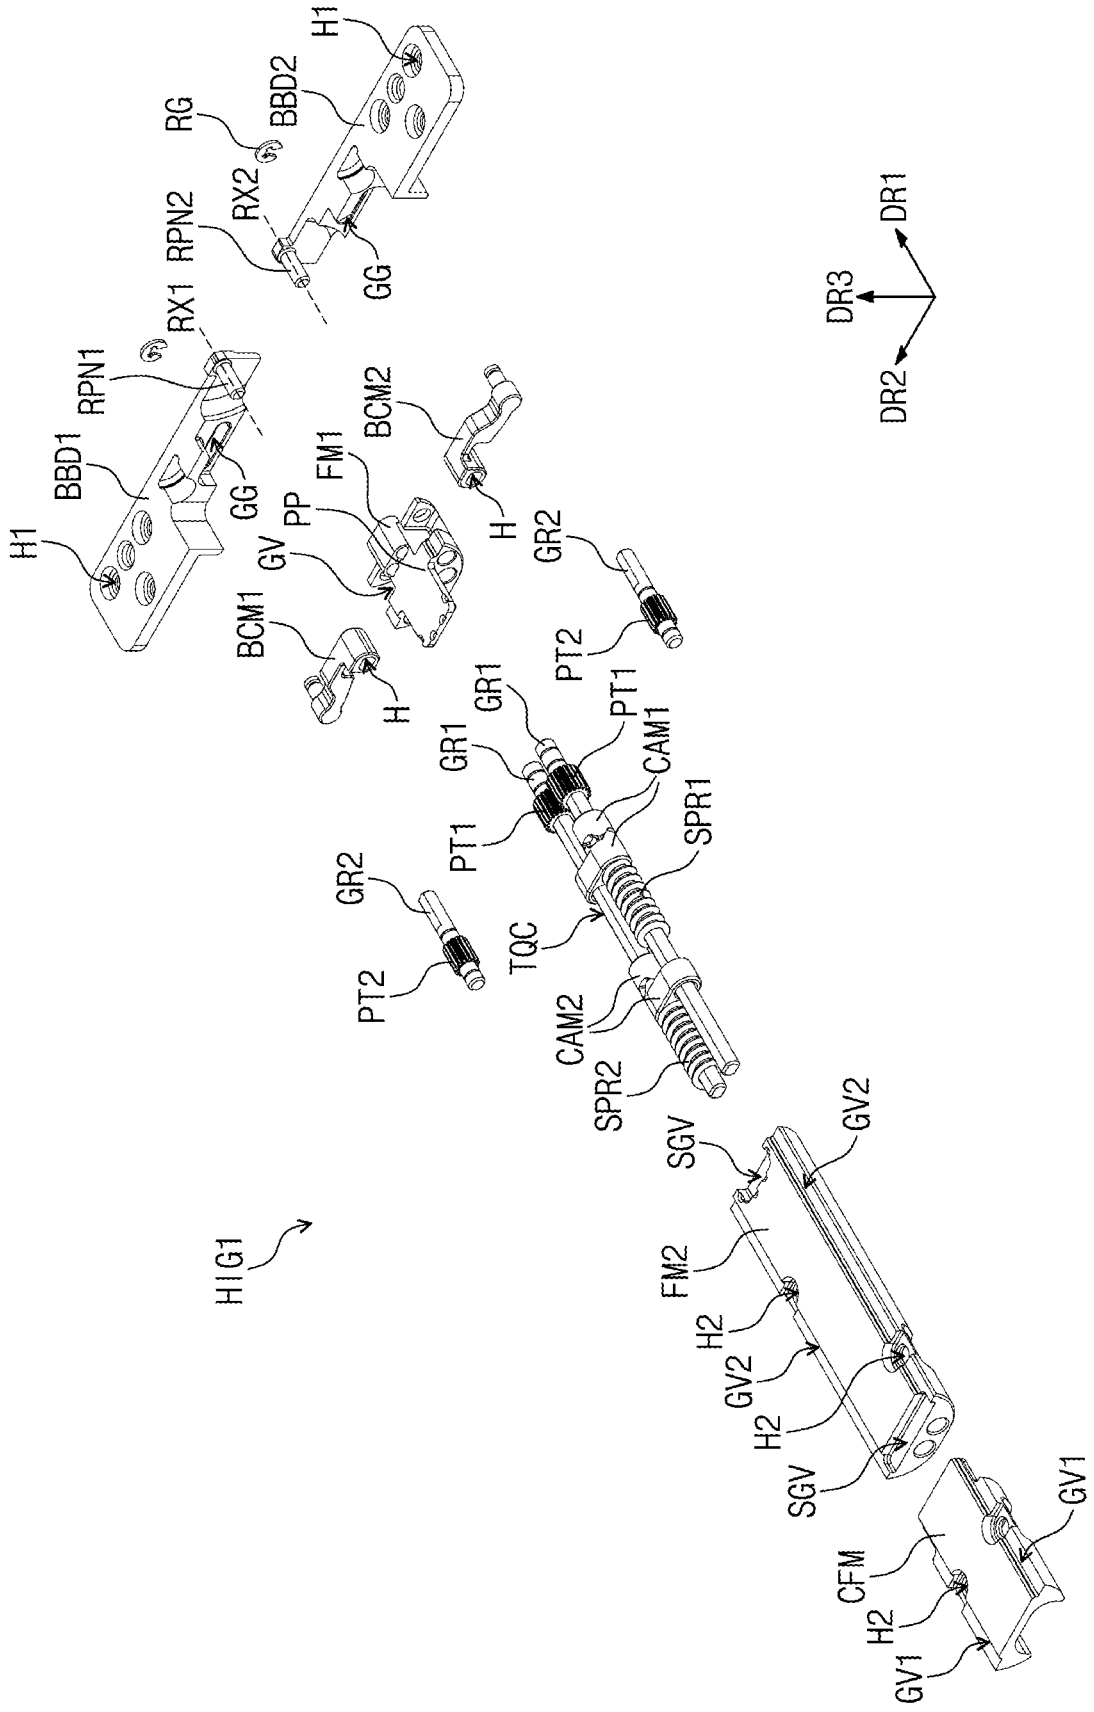 H1
BBD2
RG
RX2
RPN2
GG
RX1
RPN1
BBD1
GG
H1
BCM2
FM1
PP
GV
H
BCM1
H
GR2
PT2
GR1
GR1
PT1
CAM1
PT1
SPR1
GR2
PT2
TQC
CAM2
SPR2
DR1
DR3
DR2
HIG1
SGV
GV2
FM2
H2
GV2
H2
SGV
CFM
GV1
H2
GV1